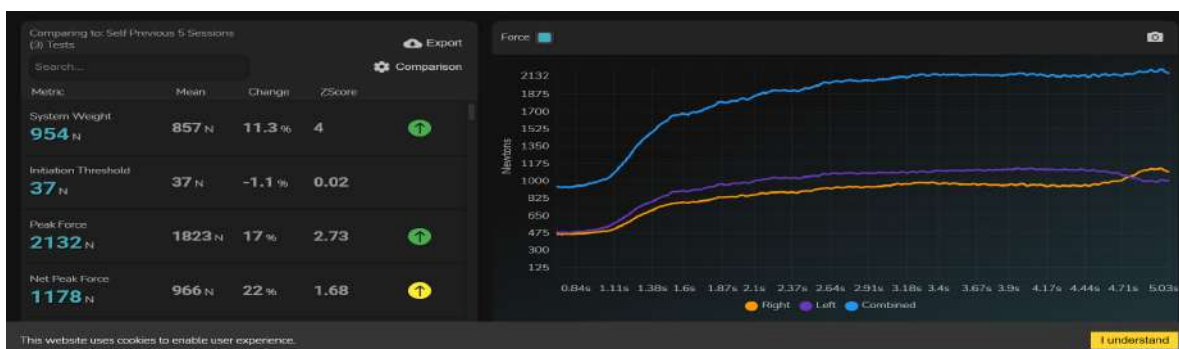 Comparing to: Self Previous 5 Sessions
(3) Tests
Export
Search...
Comparison
Metric Mean Change ZScore
System Weight
954 N 857 N 11.3 % 4
Initiation Threshold
37 N 37 N -1.1 % 0.02
Peak Force
2132 N 1823 N 17 % 2.73
Net Peak Force
1178 N 966 N 22 % 1.68
Force
Newtons
2132
1875
1700
1525
1350
1175
1000
825
650
475
300
125
0.84s 1.11s 1.38s 1.6s 1.87s 2.1s 2.37s 2.64s 2.91s 3.18s 3.4s 3.67s 3.9s 4.17s 4.44s 4.71s 5.03s
Right Left Combined
This website uses cookies to enable user experience.
I understand